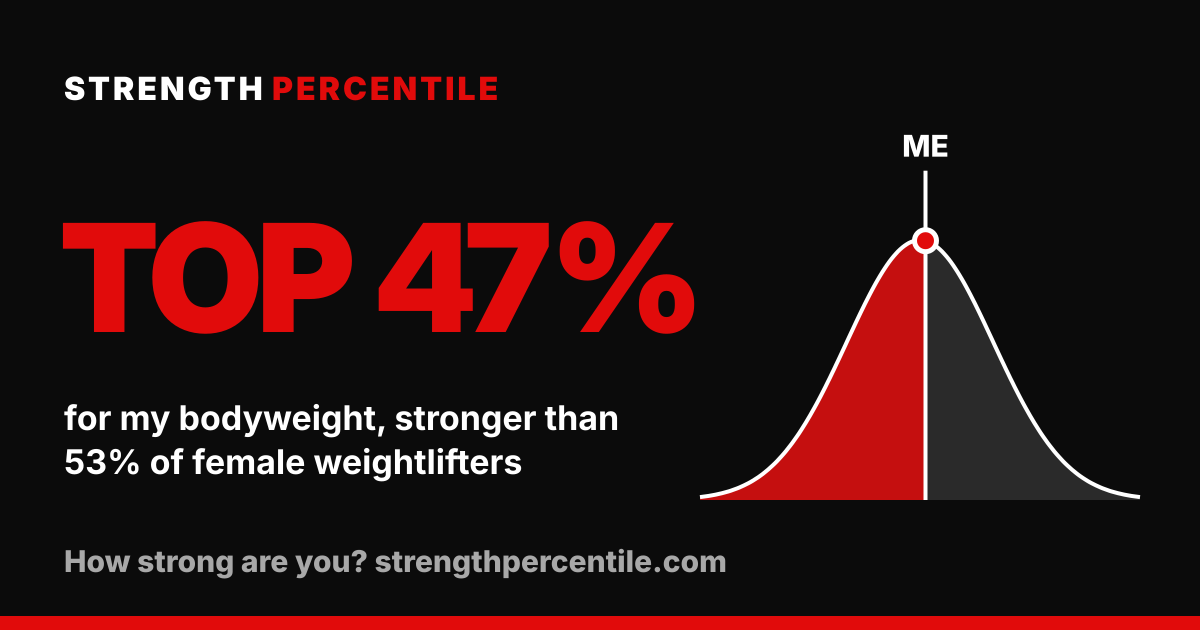 STRENGTH PERCENTILE
ME
TOP 47%
for my bodyweight, stronger than
53% of female weightlifters
How strong are you? strengthpercentile.com